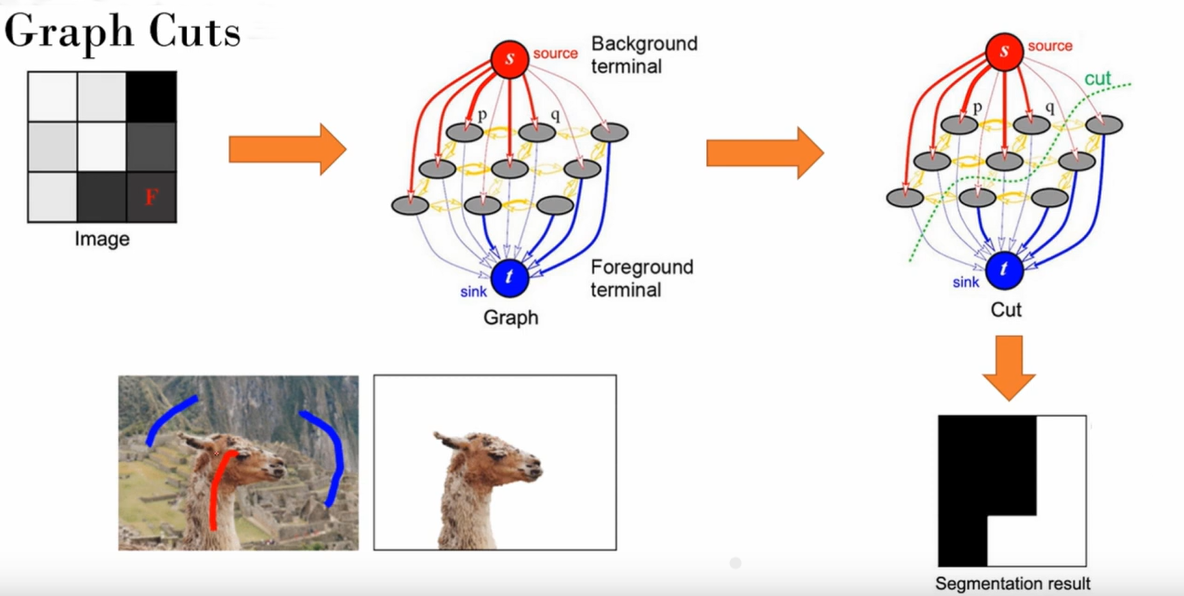 Graph Cuts
F
Image
s
source
Background
terminal
p
q
t
sink
Foreground
terminal
Graph
s
source
cut
p
q
t
sink
Cut
Segmentation result